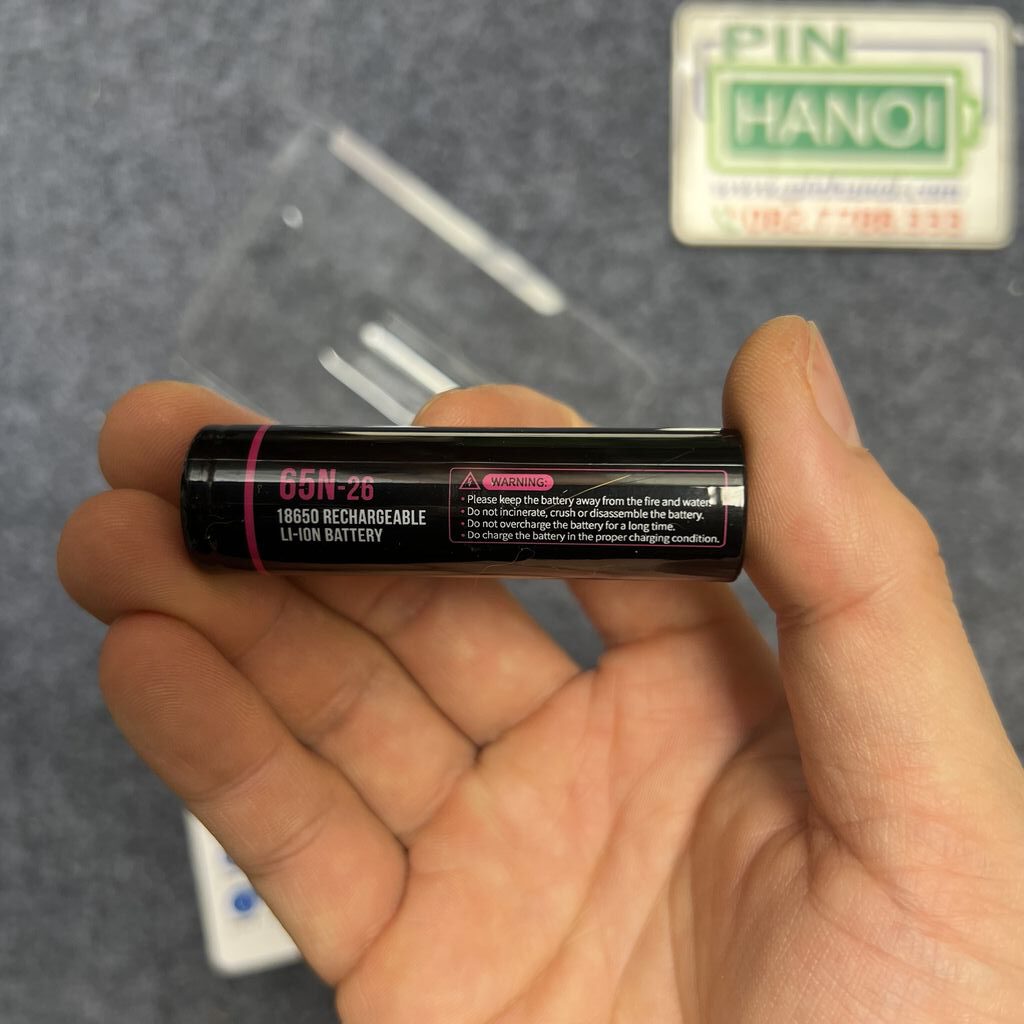 PIN
HANOI
65N-26
18650 RECHARGEABLE
LI-ION BATTERY
WARNING:
• Please keep the battery away from the fire and water.
• Do not incinerate, crush or disassemble the battery.
• Do not overcharge the battery for a long time.
• Do charge the battery in the proper charging condition.